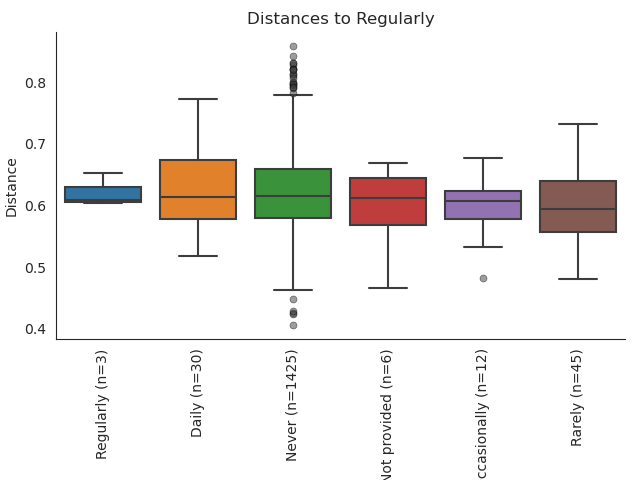 Distances to Regularly
Distance
0.8
0.7
0.6
0.5
0.4
Regularly (n=3)
Daily (n=30)
Never (n=1425)
Not provided (n=6)
ccasionally (n=12)
Rarely (n=45)